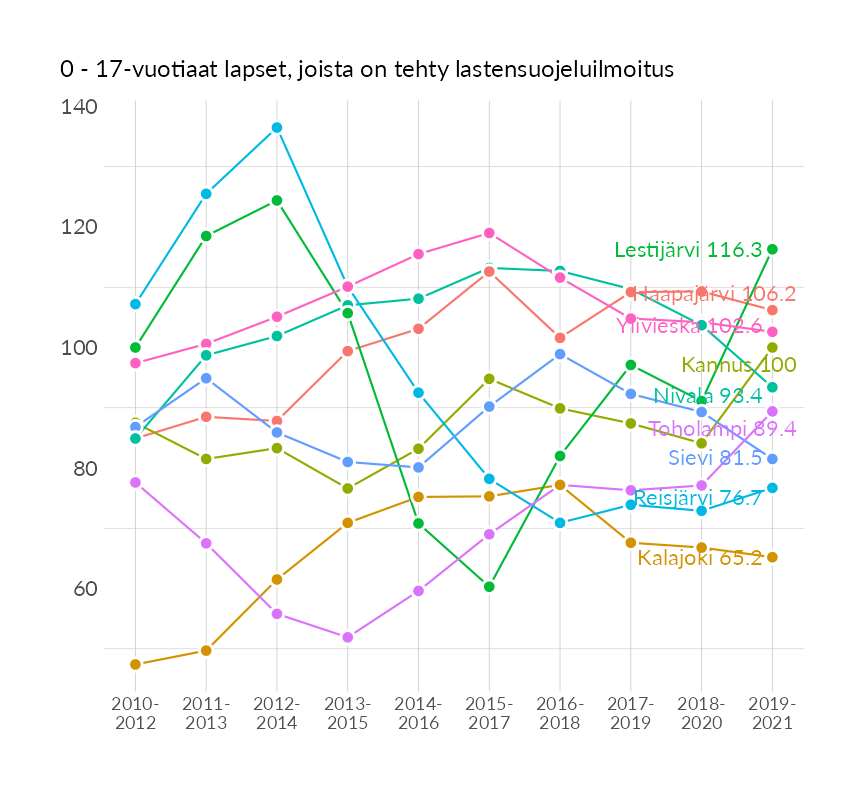 0 - 17-vuotiaat lapset, joista on tehty lastensuojeluilmoitus
140
120
100
80
60
Lestijärvi 116.3
Haapajärvi 106.2
Ylivieska 102.6
Kannus 100
Nivala 93.4
Toholampi 89.4
Sievi 81.5
Reisjärvi 76.7
Kalajoki 65.2
2010- 2011- 2012- 2013- 2014- 2015- 2016- 2017- 2018- 2019-
2012 2013 2014 2015 2016 2017 2018 2019 2020 2021